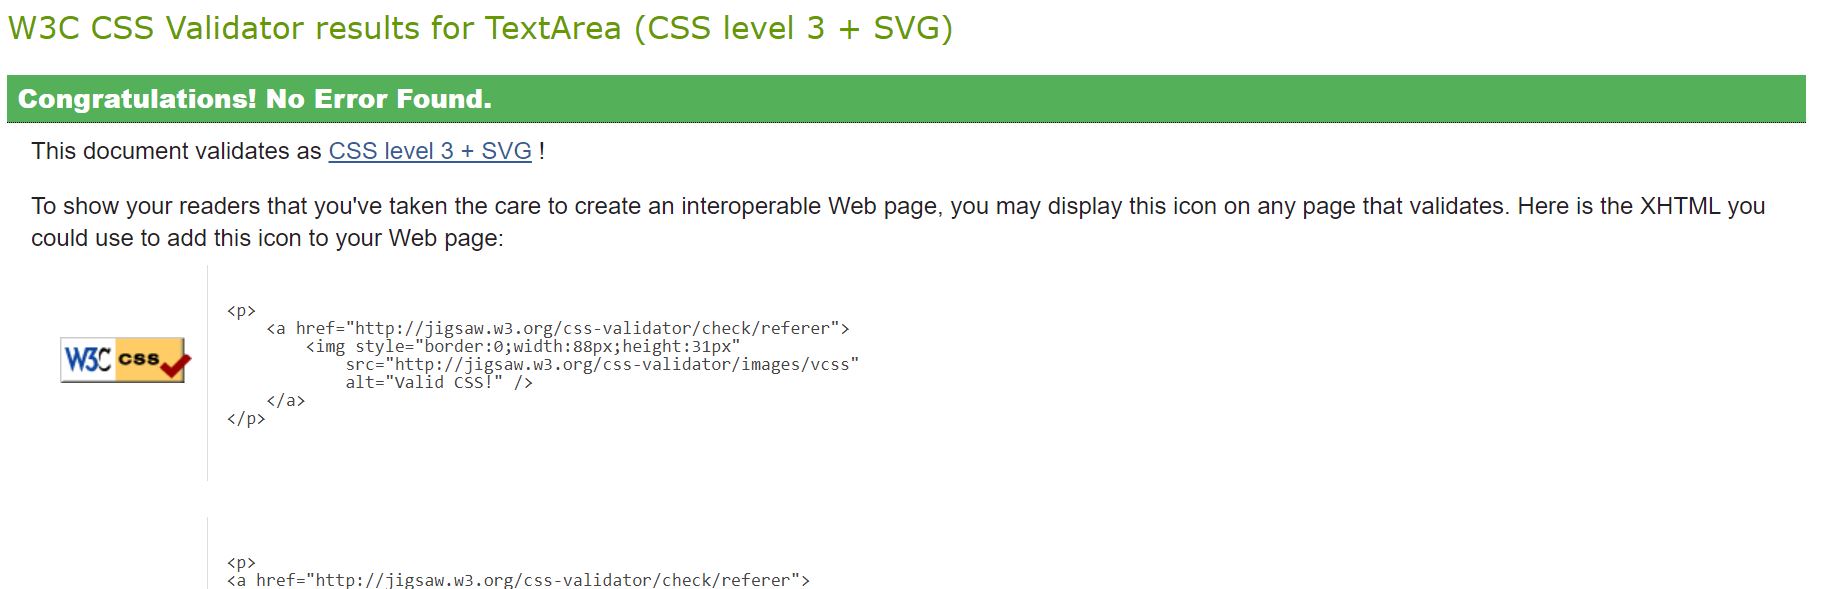 W3C CSS Validator results for TextArea (CSS level 3 + SVG)
Congratulations! No Error Found.
This document validates as CSS level 3 + SVG !
To show your readers that you've taken the care to create an interoperable Web page, you may display this icon on any page that validates. Here is the XHTML you
could use to add this icon to your Web page:
<p>
    <a href="http://jigsaw.w3.org/css-validator/check/referer">
        <img style="border:0;width:88px;height:31px"
            src="http://jigsaw.w3.org/css-validator/images/vcss"
            alt="Valid CSS!" />
    </a>
</p>
W3C css
<p>
<a href="http://jigsaw.w3.org/css-validator/check/referer">